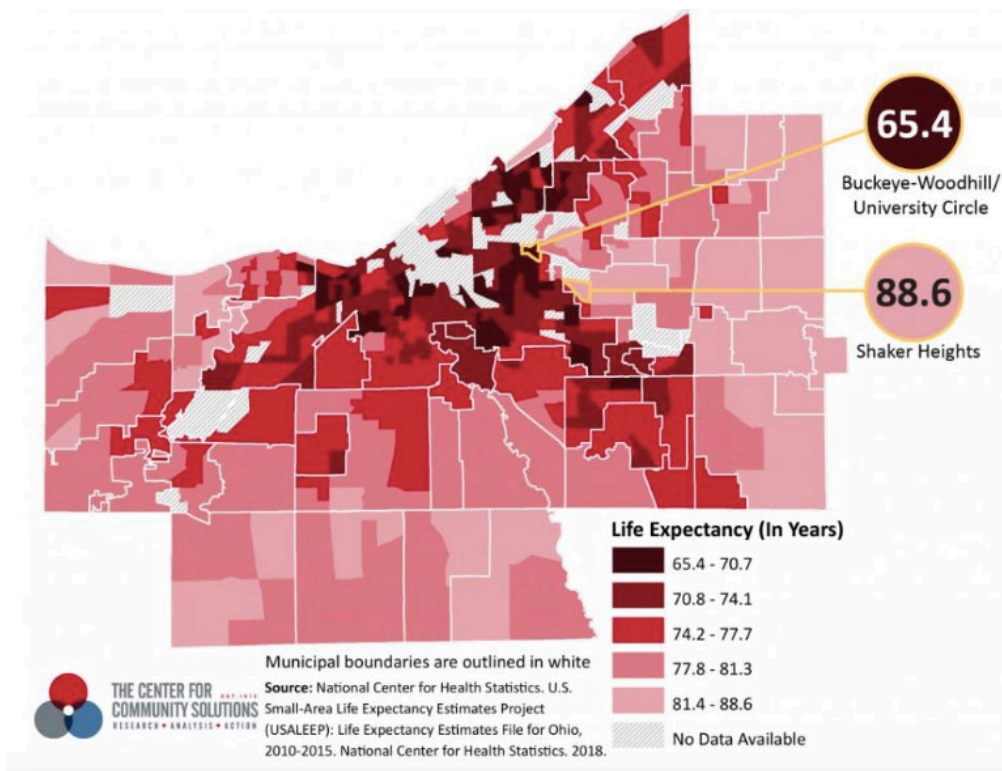 65.4
Buckeye-Woodhill/
University Circle
88.6
Shaker Heights
Life Expectancy (In Years)
65.4 - 70.7
70.8 - 74.1
74.2 - 77.7
77.8 - 81.3
81.4 - 88.6
No Data Available
Municipal boundaries are outlined in white
Source: National Center for Health Statistics. U.S.
Small-Area Life Expectancy Estimates Project
(USALEEP): Life Expectancy Estimates File for Ohio,
2010-2015. National Center for Health Statistics. 2018.
THE CENTER FOR EST. 1913
COMMUNITY SOLUTIONS
RESEARCH • ANALYSIS • ACTION